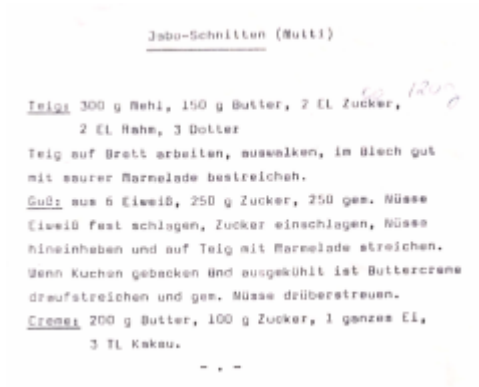 Jabo-Schnitten (Mutti)
Teig: 300 g Mehl, 150 g Butter, 2 EL Zucker,
2 EL Rahm, 3 Dotter
Teig auf Brett arbeiten, auswalken, im Blech gut
mit saurer Marmelade bestreichen.
Guß: aus 6 Eiweiß, 250 g Zucker, 250 gem. Nüsse
Eiweiß fest schlagen, Zucker einschlagen, Nüsse
hineinheben und auf Teig mit Marmelade streichen.
Wenn Kuchen gebacken und ausgekühlt ist Buttercreme
draufstreichen und gem. Nüsse drüberstreuen.
Creme: 200 g Butter, 100 g Zucker, 1 ganzes Ei,
3 TL Kakau.
- . -